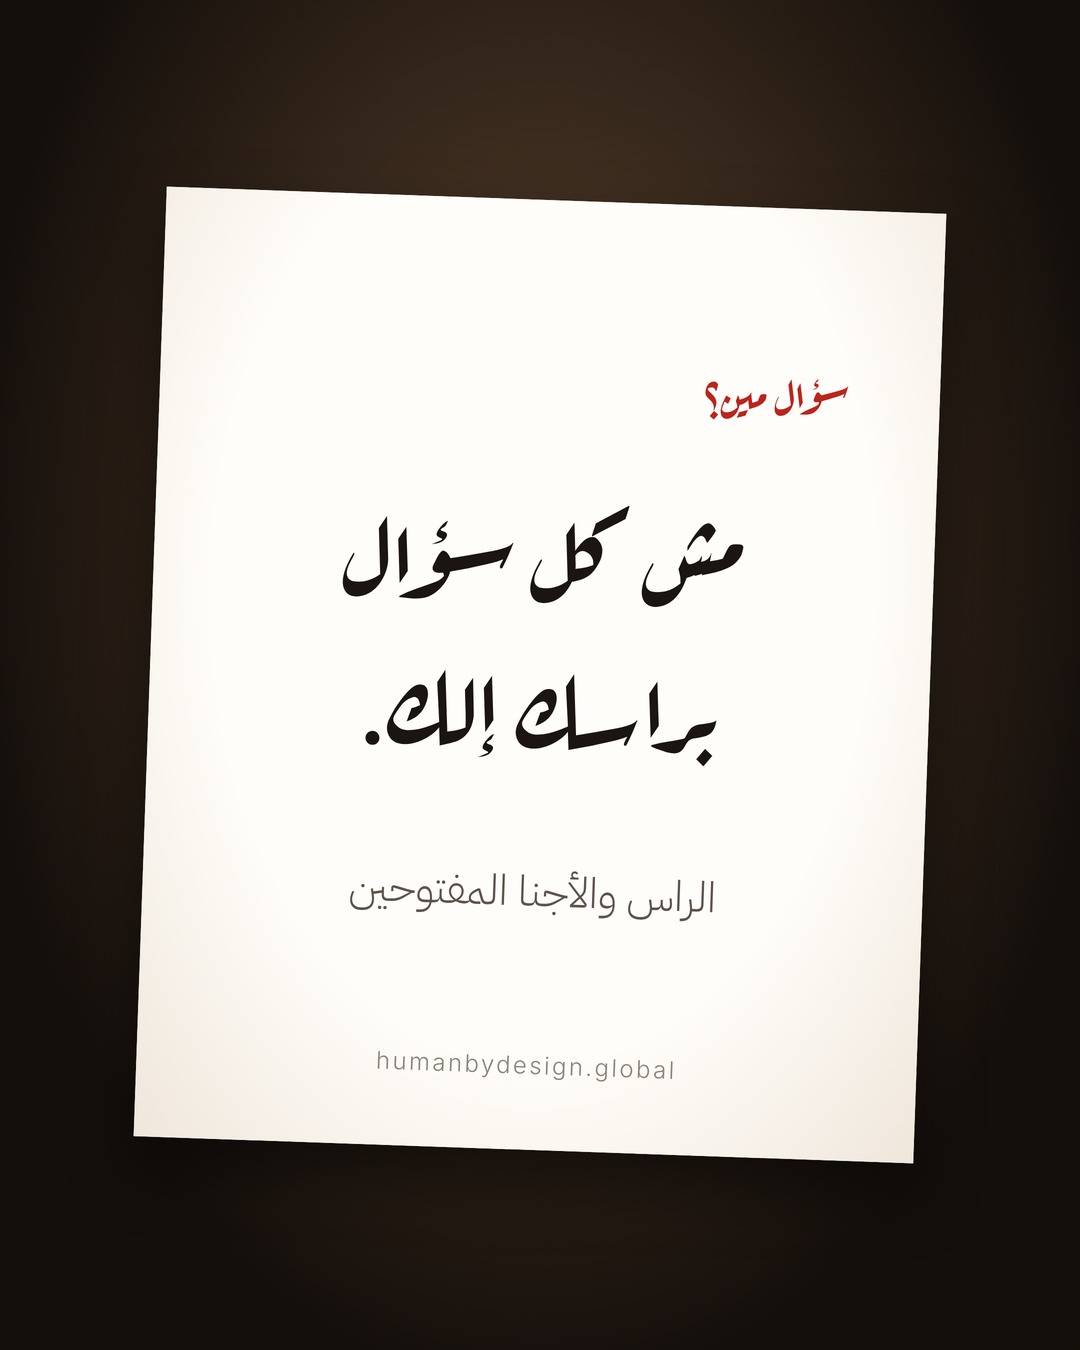 سؤال مين؟
مش كل سؤال
براسك إلك.
الراس والأجنا المفتوحين
humanbydesign.global